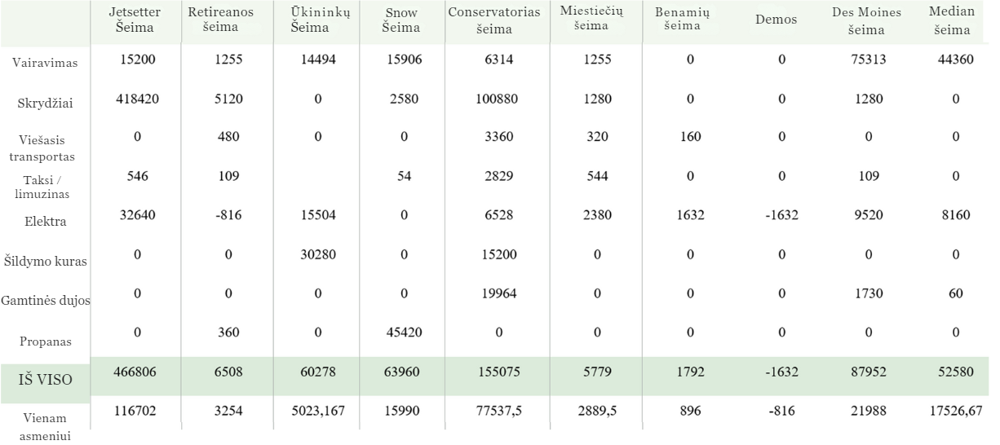 Jetsetter Šeima Retireanos šeima Ūkininkų Šeima Snow Šeima Conservatorias šeima Miestiečių šeima Benamių šeima Demos Des Moines šeima Median šeima
Vairavimas 15200 1255 14494 15906 6314 1255 0 0 75313 44360
Skrydžiai 418420 5120 0 2580 100880 1280 0 0 1280 0
Viešasis transportas 0 480 0 0 3360 320 160 0 0 0
Taksi / limuzinas 546 109 54 2829 544 0 0 109 0
Elektra 32640 -816 15504 0 6528 2380 1632 -1632 9520 8160
Šildymo kuras 0 0 30280 0 15200 0 0 0 0 0
Gamtinės dujos 0 0 0 0 19964 0 0 0 1730 60
Propanas 0 360 0 45420 0 0 0 0 0 0
IŠ VISO 466806 6508 60278 63960 155075 5779 1792 -1632 87952 52580
Vienam asmeniui 116702 3254 5023,167 15990 77537,5 2889,5 896 -816 21988 17526,67